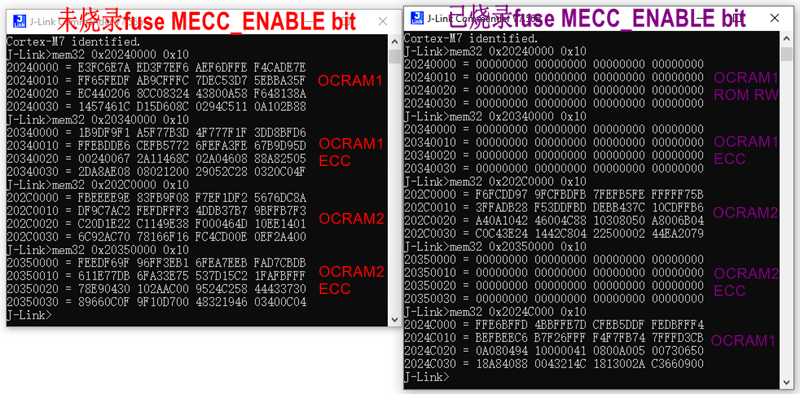 J-Link Commander V7.56b
未烧录fuse MECC_ENABLE bit
Cortex-M7 identified.
J-Link>mem32 0x20240000 0x10
20240000 = E3FC6E7A AED3F7EF6 AEF6DFFE F4CADE7E
20240010 = FF65FEDF AB9CFFFC 7DEC53D7 5EBBA35F
20240020 = EC440206 8CC08324 43800A58 F648138A
20240030 = 1457461C D15D608C 0294C511 0A102B88
OCRAM1
J-Link>mem32 0x20340000 0x10
20340000 = 1B9DF9F1 A5F77B3D 4F777F1F 3DD8BFD6
20340010 = FFEBDDE6 CEFB5772 6FEFA3FE 67B9D95D
20340020 = 00240067 2A11468C 02A04608 88A82505
20340030 = 2DA8AE08 08021200 29052C28 0320C04F
OCRAM1
ECC
J-Link>mem32 0x202C0000 0x10
202C0000 = FBEEEE9E 83FB9F08 F7EF1DF2 5676DC8A
202C0010 = DF9C7AC2 FEFDFFF3 4DDB37B7 9BFFB7F3
202C0020 = C20D1E22 C1149E38 F000464D 10EE1401
202C0030 = 6C92AC70 78166F16 FC4CD00E 0EF2A400
OCRAM2
J-Link>mem32 0x20350000 0x10
20350000 = FEEDF69F 96FF3EB1 6FEA7EEB FAD7CBDB
20350010 = 611E77DB 6FA33E75 537D15C2 1FAFBFFF
20350020 = 78E90430 102AAC00 9524C258 44433730
20350030 = 89660C0F 9F10D700 48321946 03400C04
OCRAM2
ECC
J-Link>
已烧录fuse MECC_ENABLE bit
Cortex-M7 identified.
J-Link>mem32 0x20240000 0x10
20240000 = 00000000 00000000 00000000 00000000
20240010 = 00000000 00000000 00000000 00000000
20240020 = 00000000 00000000 00000000 00000000
20240030 = 00000000 00000000 00000000 00000000
OCRAM1
ROM RW
J-Link>mem32 0x20340000 0x10
20340000 = 00000000 00000000 00000000 00000000
20340010 = 00000000 00000000 00000000 00000000
20340020 = 00000000 00000000 00000000 00000000
20340030 = 00000000 00000000 00000000 00000000
OCRAM1
ECC
J-Link>mem32 0x202C0000 0x10
202C0000 = F6FCDD97 9FCFBDFB 7FEFB5FE FFFFF75B
202C0010 = 3FFADB28 F53DDFBD DEBB437C 10CDFFB6
202C0020 = A40A1042 46004C88 10308050 A8006B04
202C0030 = C0C43E24 1442C804 22500002 44EA2079
OCRAM2
J-Link>mem32 0x20350000 0x10
20350000 = 00000000 00000000 00000000 00000000
20350010 = 00000000 00000000 00000000 00000000
20350020 = 00000000 00000000 00000000 00000000
20350030 = 00000000 00000000 00000000 00000000
OCRAM2
ECC
J-Link>mem32 0x2024C000 0x10
2024C000 = FFE6BFFD 4BBFFE7D CFEB5DDF FEDBFFF4
2024C010 = BEFBEEC6 B7F26FFF F4F7FB74 7FFFD3CB
2024C020 = 0A080494 10000041 0800A005 00730650
2024C030 = 18A84088 0043214C 1813002A C3660900
OCRAM1
J-Link>